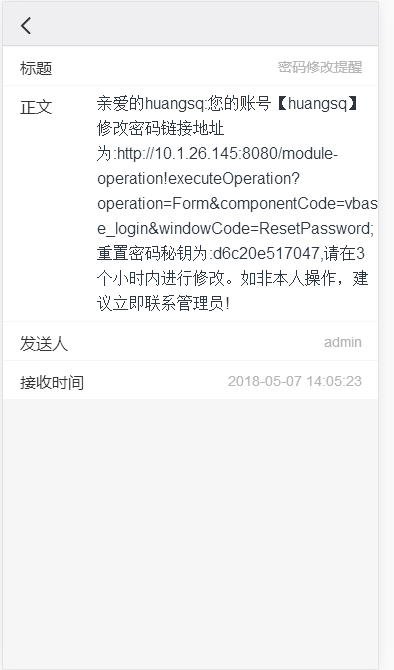 标题 密码修改提醒
正文 亲爱的huangsq:您的账号【huangsq】
修改密码链接地址
为:http://10.1.26.145:8080/module-
operation!executeOperation?
operation=Form&componentCode=vbas
e_login&windowCode=ResetPassword;
重置密码秘钥为:d6c20e517047,请在3
个小时内进行修改。如非本人操作，建
议立即联系管理员!
发送人 admin
接收时间 2018-05-07 14:05:23